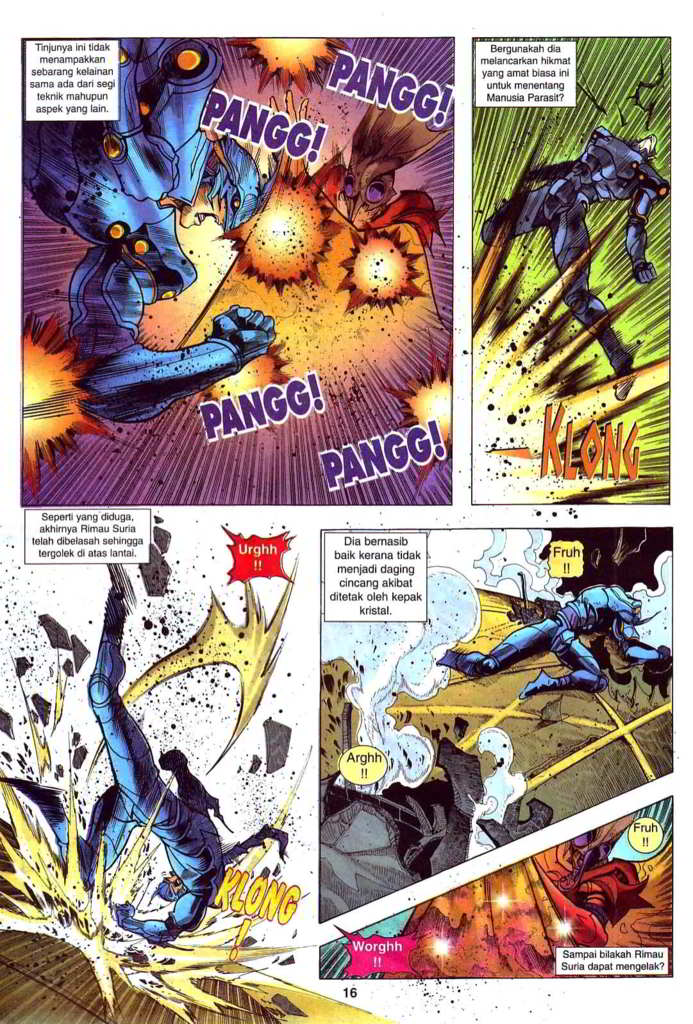 Tinjunya ini tidak
menampakkan
sebarang kelainan
sama ada dari segi
teknik mahupun
aspek yang lain.
PANGG!
PANGG!
PANGG!
PANGG!
Bergunakah dia
melancarkan hikmat
yang amat biasa ini
untuk menentang
Manusia Parasit?
KLONG
Seperti yang diduga,
akhirnya Rimau Suria
telah dibelasah sehingga
tergolek di atas lantai.
Urghh
!!
KLONG
!
Dia bernasib
baik kerana tidak
menjadi daging
cincang akibat
ditetak oleh kepak
kristal.
Fruh
!!
Arghh
!!
Fruh
!!
Worghh
!!
Sampai bilakah Rimau
Suria dapat mengelak?
16